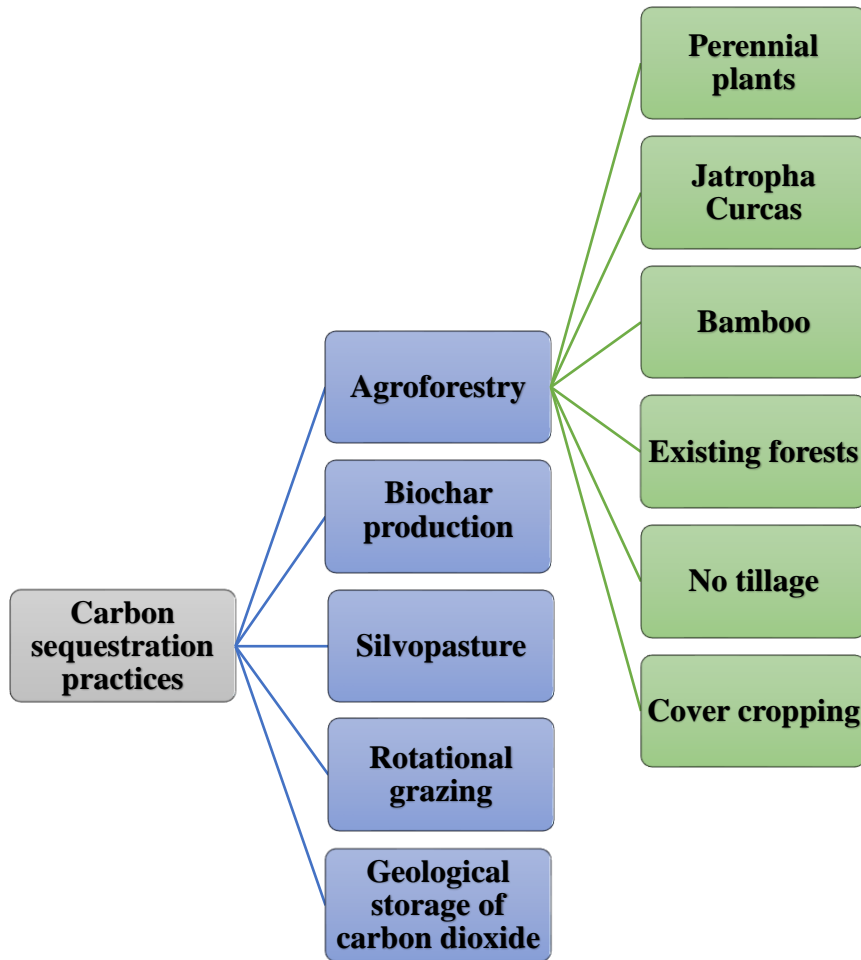 Carbon
sequestration
practices
Agroforestry
Biochar
production
Silvopasture
Rotational
grazing
Geological
storage of
carbon dioxide
Perennial
plants
Jatropha
Curcas
Bamboo
Existing forests
No tillage
Cover cropping